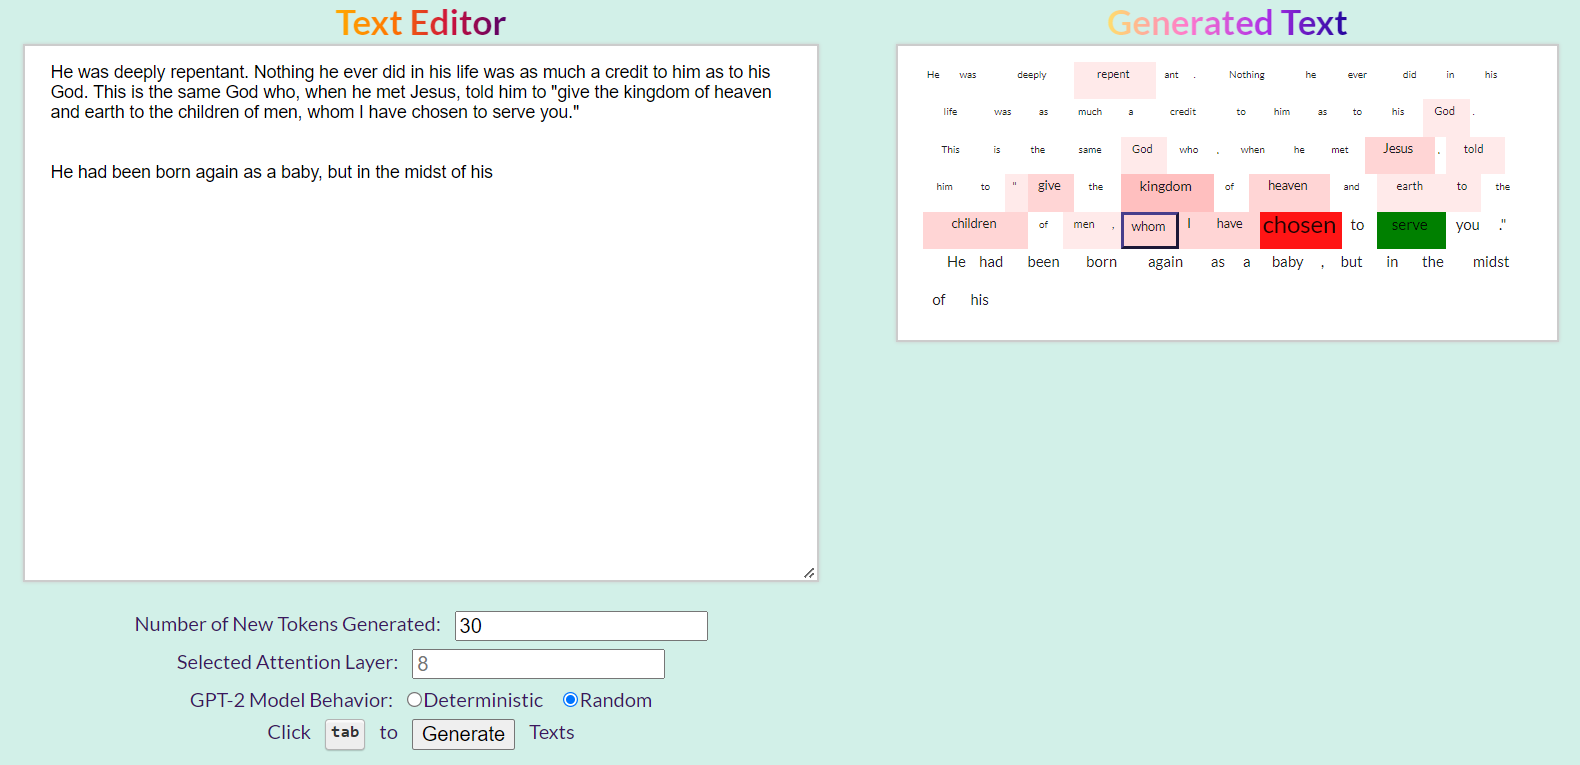 Text Editor
He was deeply repentant. Nothing he ever did in his life was as much a credit to him as to his
God. This is the same God who, when he met Jesus, told him to "give the kingdom of heaven
and earth to the children of men, whom I have chosen to serve you."
He had been born again as a baby, but in the midst of his
Number of New Tokens Generated: 30
Selected Attention Layer: 8
GPT-2 Model Behavior: Deterministic Random
Click tab to Generate Texts
Generated Text
He was deeply repent ant . Nothing he ever did in his
life was as much a credit to him as to his God .
This is the same God who , when he met Jesus , told
him to " give the kingdom of heaven and earth to the
children of men , whom I have chosen to serve you ."
He had been born again as a baby , but in the midst
of his